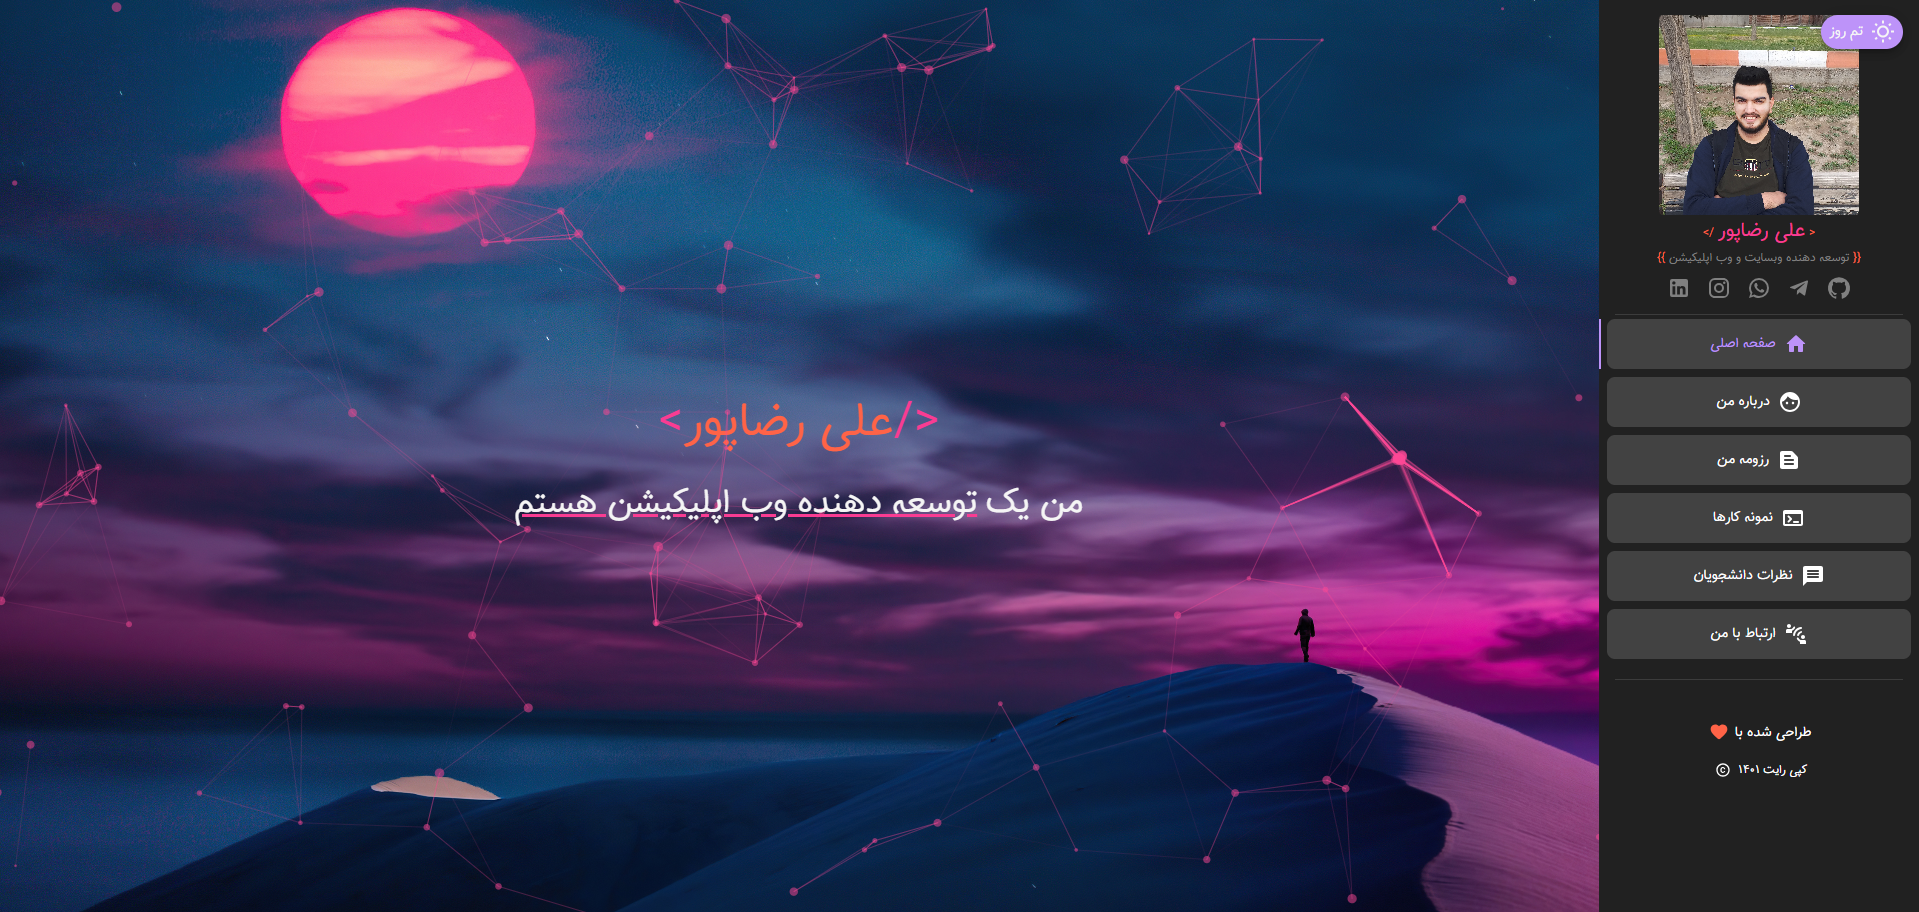 تم روز
< علی رضاپور />
{{ توسعه دهنده وبسایت و وب اپلیکیشن }}
صفحه اصلی
درباره من
رزومه من
نمونه کارها
نظرات دانشجویان
ارتباط با من
طراحی شده با
کپی رایت ۱۴۰۱ ©
</علی رضاپور>
من یک توسعه دهنده وب اپلیکیشن هستم